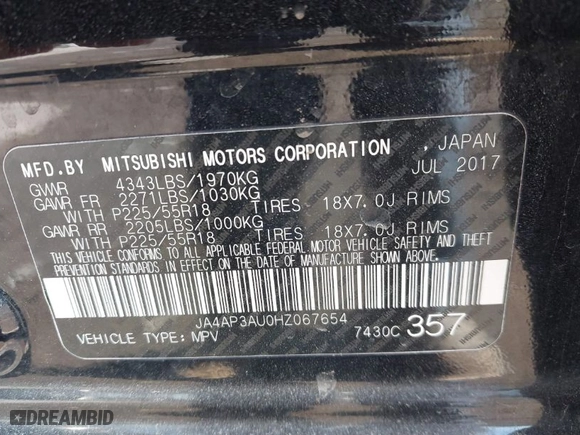 MFD.BY MITSUBISHI MOTORS CORPORATION , JAPAN
GVWR 4343LBS/1970KG JUL 2017
GAWR FR 2271LBS/1030KG
WITH P225/55R18 TIRES 18X7.0J RIMS
GAWR RR 2205LBS/1000KG
WITH P225/55R18 TIRES 18X7.0J RIMS
THIS VEHICLE CONFORMS TO ALL APPLICABLE FEDERAL MOTOR VEHICLE SAFETY AND THEFT
PREVENTION STANDARDS IN EFFECT ON THE DATE OF MANUFACTURE SHOWN ABOVE.
JA4AP3AU0HZ067654
VEHICLE TYPE: MPV 7430C 357
DREAMBID